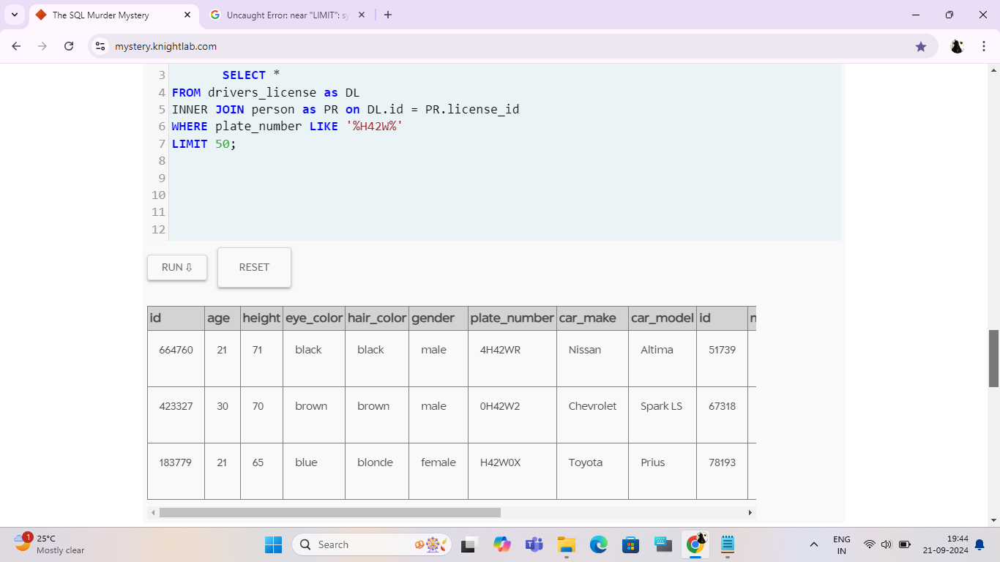 The SQL Murder Mystery
Uncaught Error: near "LIMIT": sy
mystery.knightlab.com
3 SELECT *
4 FROM drivers_license as DL
5 INNER JOIN person as PR on DL.id = PR.license_id
6 WHERE plate_number LIKE '%H42W%'
7 LIMIT 50;
8
9
10
11
12
RUN ⇩ RESET
id age height eye_color hair_color gender plate_number car_make car_model id n
664760 21 71 black black male 4H42WR Nissan Altima 51739
423327 30 70 brown brown male 0H42W2 Chevrolet Spark LS 67318
183779 21 65 blue blonde female H42W0X Toyota Prius 78193
1
25°C
Mostly clear
Search
ENG
IN
19:44
21-09-2024